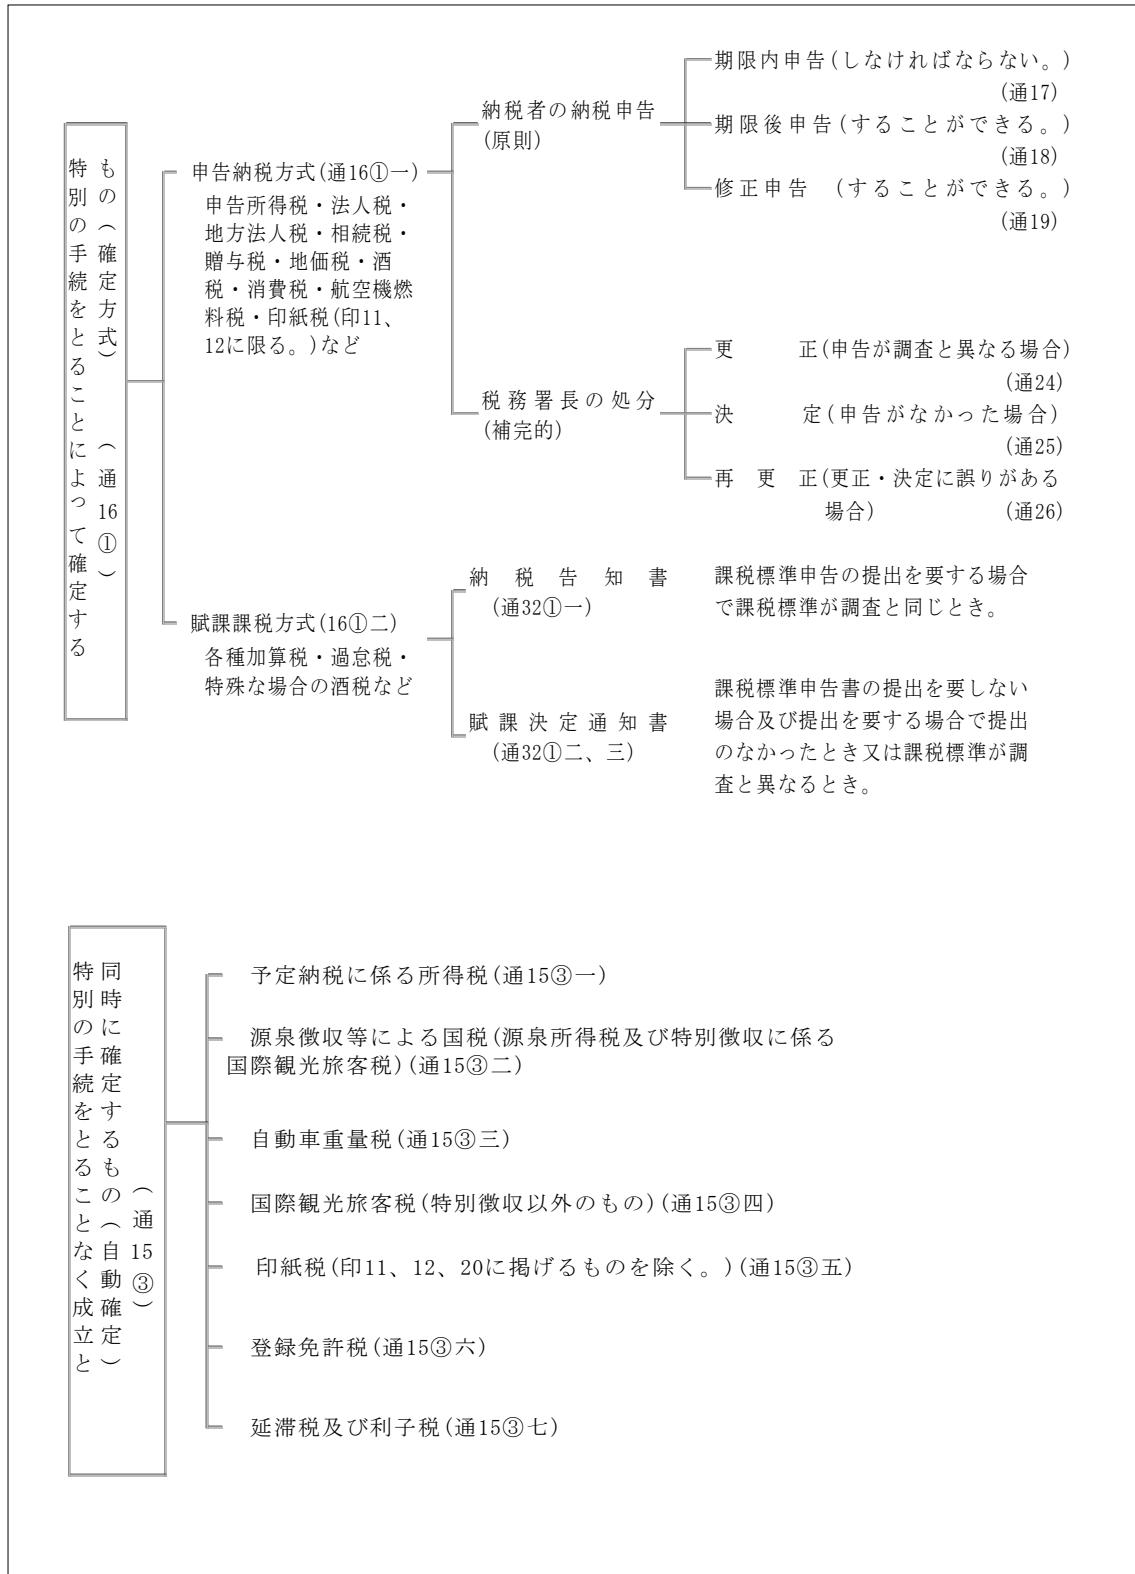 特別の手続をとることによって確定する
もの(確定方式) (通16①)
申告納税方式(通16①一)
申告所得税・法人税・
地方法人税・相続税・
贈与税・地価税・酒
税・消費税・航空機燃
料税・印紙税(印11、
12に限る。)など
納税者の納税申告
(原則)
期限内申告(しなければならない。)
(通17)
期限後申告(することができる。)
(通18)
修正申告 (することができる。)
(通19)
税務署長の処分
(補完的)
更 正(申告が調査と異なる場合)
(通24)
決 定(申告がなかった場合)
(通25)
再 更 正(更正・決定に誤りがある
場合) (通26)
賦課課税方式(16①二)
各種加算税・過怠税・
特殊な場合の酒税など
納税告知書
(通32①一)
課税標準申告の提出を要する場合
で課税標準が調査と同じとき。
賦課決定通知書
(通32①二、三)
課税標準申告書の提出を要しない
場合及び提出を要する場合で提出
のなかったとき又は課税標準が調
査と異なるとき。
特別の手続をとることなく成立と
同時に確定するもの(自動確定)
(通15③)
予定納税に係る所得税(通15③一)
源泉徴収等による国税(源泉所得税及び特別徴収に係る
国際観光旅客税)(通15③二)
自動車重量税(通15③三)
国際観光旅客税(特別徴収以外のもの)(通15③四)
印紙税(印11、12、20に掲げるものを除く。)(通15③五)
登録免許税(通15③六)
延滞税及び利子税(通15③七)